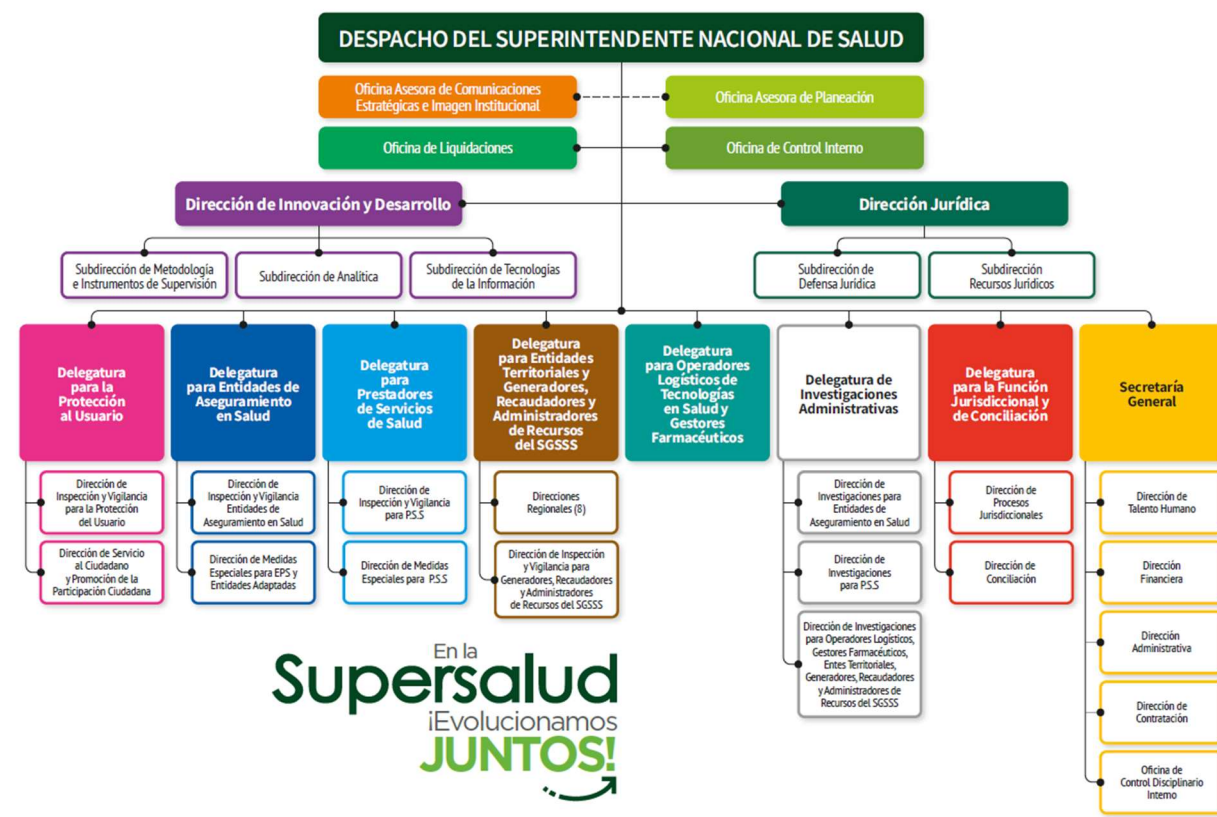 DESPACHO DEL SUPERINTENDENTE NACIONAL DE SALUD
Oficina Asesora de Comunicaciones
Estratégicas e Imagen Institucional
Oficina Asesora de Planeación
Oficina de Liquidaciones
Oficina de Control Interno
Dirección de Innovación y Desarrollo
Dirección Jurídica
Subdirección de Metodología
e Instrumentos de Supervisión
Subdirección de Analítica
Subdirección de Tecnologías
de la Información
Subdirección de
Defensa Jurídica
Subdirección
Recursos Jurídicos
Delegatura
para la
Protección
al Usuario
Delegatura
para Entidades de
Aseguramiento
en Salud
Delegatura
para
Prestadores
de Servicios
de Salud
Delegatura
para Entidades
Territoriales y
Generadores,
Recaudadores y
Administradores
de Recursos
del SGSSS
Delegatura
para Operadores
Logísticos de
Tecnologías
en Salud y
Gestores
Farmacéuticos
Delegatura de
Investigaciones
Administrativas
Delegatura
para la Función
Jurisdiccional y
de Conciliación
Secretaría
General
Dirección de
Inspección y Vigilancia
para la Protección
del Usuario
Dirección de Servicio
al Ciudadano
y Promoción de la
Participación Ciudadana
Dirección de
Inspección y Vigilancia
Entidades de
Aseguramiento en Salud
Dirección de Medidas
Especiales para EPS y
Entidades Adaptadas
Dirección de
Inspección y Vigilancia
para P.S.S
Dirección de Medidas
Especiales para P.S.S
Direcciones
Regionales (8)
Dirección de Inspección
y Vigilancia para
Generadores, Recaudadores
y Administradores
de Recursos del SGSSS
Dirección de
Investigaciones para
Entidades de
Aseguramiento en Salud
Dirección de
Investigaciones
para P.S.S
Dirección de Investigaciones
para Operadores Logísticos,
Gestores Farmacéuticos,
Entes Territoriales,
Generadores, Recaudadores
y Administradores de
Recursos del SGSSS
Dirección de
Procesos
Jurisdiccionales
Dirección de
Conciliación
Dirección de
Talento Humano
Dirección
Financiera
Dirección
Administrativa
Dirección de
Contratación
Oficina de
Control Disciplinario
Interno
En la
Supersalud
¡Evolucionamos
JUNTOS!